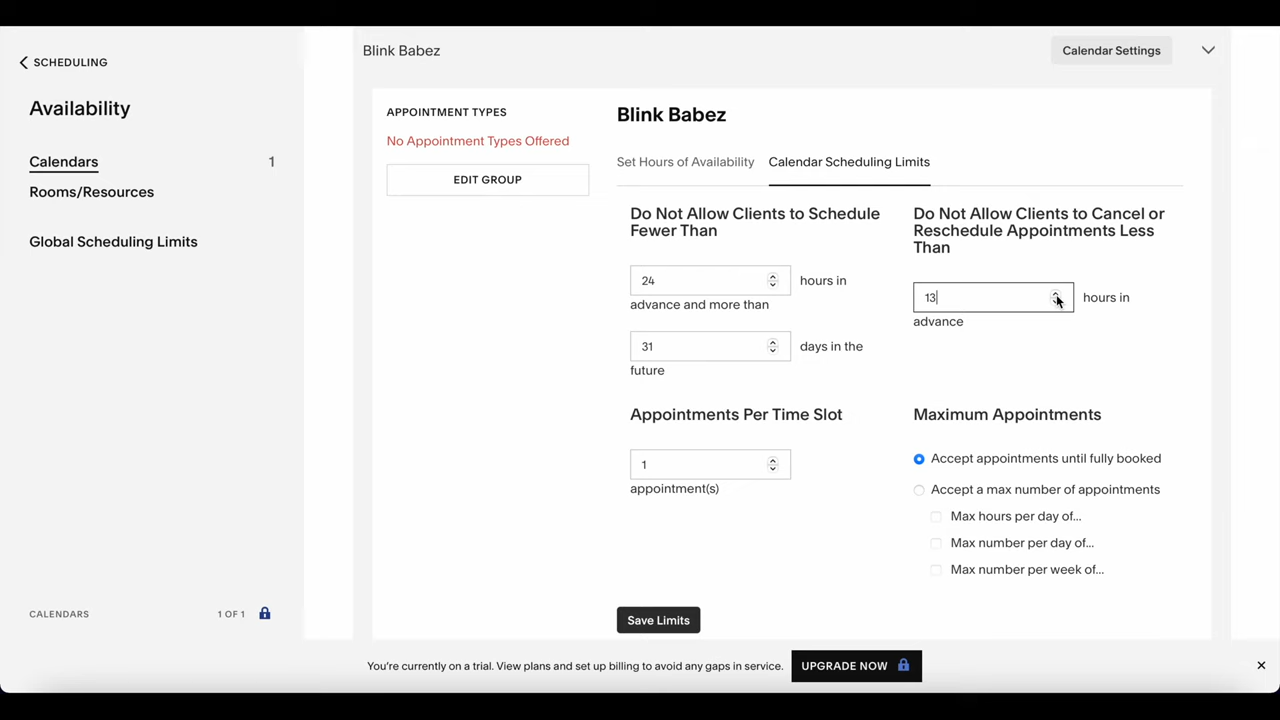 SCHEDULING
Availability
Calendars 1
Rooms/Resources
Global Scheduling Limits
CALENDARS 1 OF 1
Blink Babez
Calendar Settings
APPOINTMENT TYPES
No Appointment Types Offered
EDIT GROUP
Blink Babez
Set Hours of Availability Calendar Scheduling Limits
Do Not Allow Clients to Schedule
Fewer Than
24 hours in
advance and more than
31 days in the
future
Do Not Allow Clients to Cancel or
Reschedule Appointments Less
Than
13 hours in
advance
Appointments Per Time Slot
1
appointment(s)
Maximum Appointments
Accept appointments until fully booked
Accept a max number of appointments
Max hours per day of...
Max number per day of...
Max number per week of...
Save Limits
You're currently on a trial. View plans and set up billing to avoid any gaps in service.
UPGRADE NOW